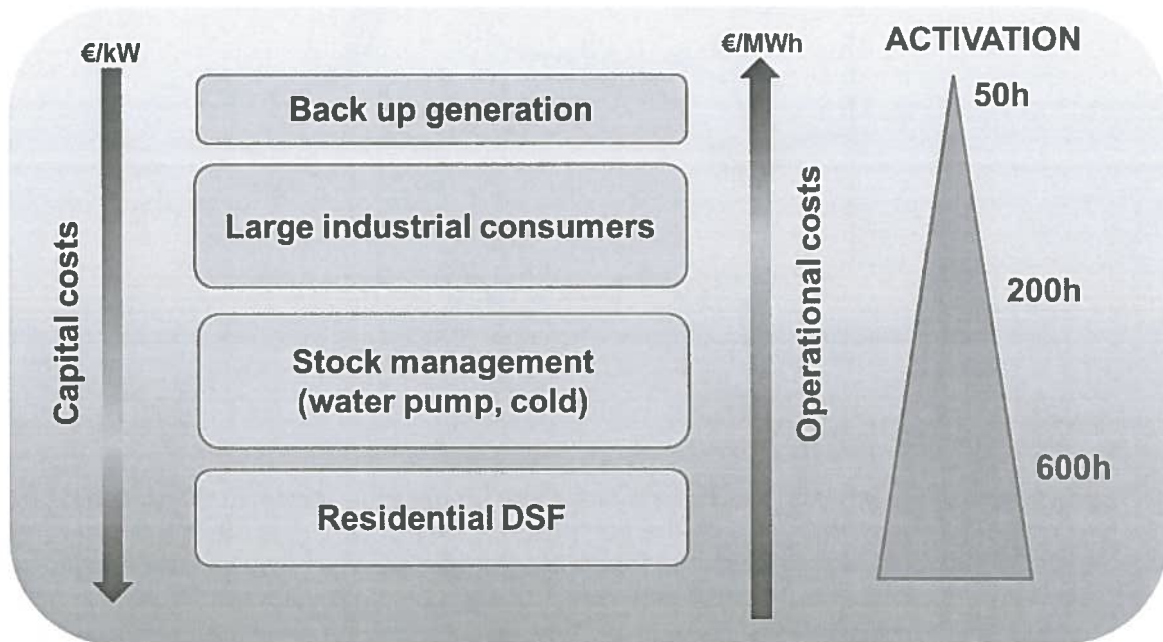 €/kW
Capital costs
Back up generation
Large industrial consumers
Stock management
(water pump, cold)
Residential DSF
€/MWh
Operational costs
ACTIVATION
50h
200h
600h